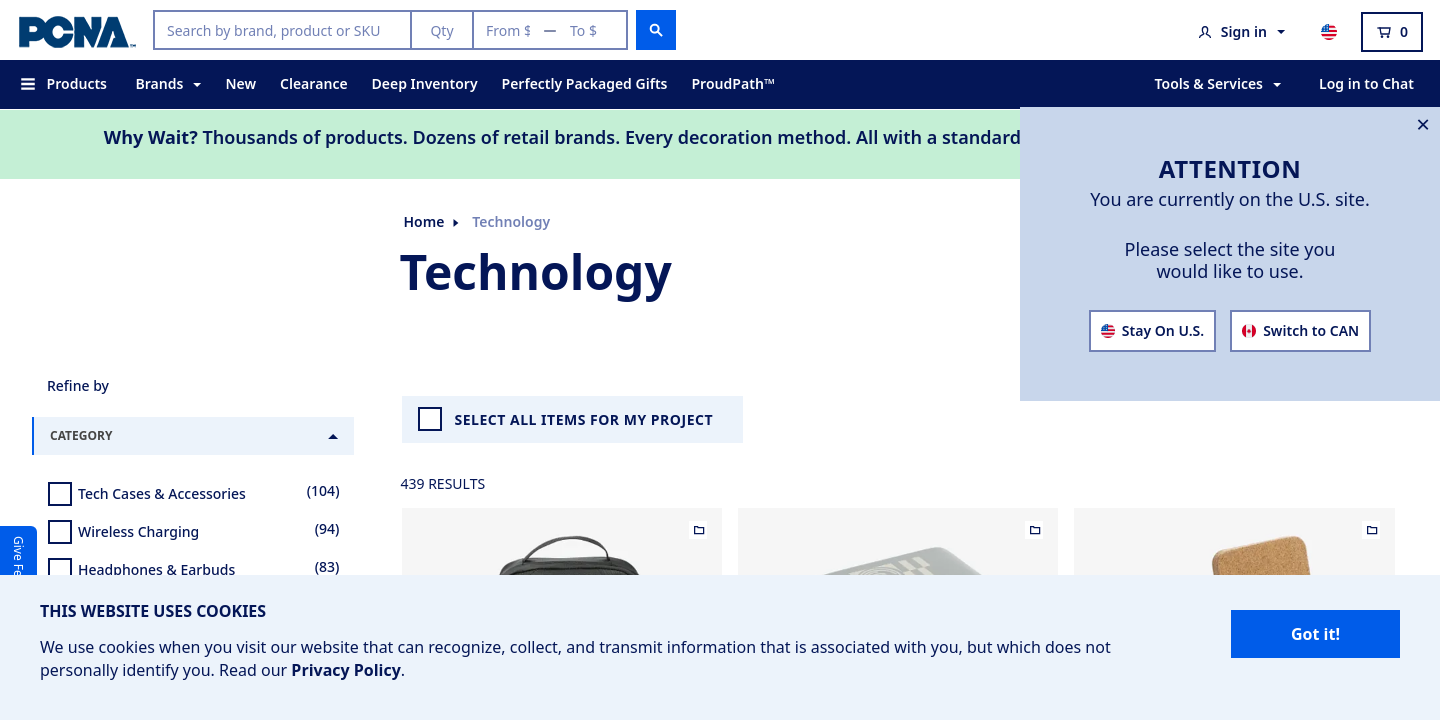 PCNA™
Search by brand, product or SKU
Qty
From $
—
To $
Sign in
0
Products
Brands
New
Clearance
Deep Inventory
Perfectly Packaged Gifts
ProudPath™
Tools & Services
Log in to Chat
Why Wait? Thousands of products. Dozens of retail brands. Every decoration method. All with a standard
ATTENTION
You are currently on the U.S. site.
Please select the site you
would like to use.
Stay On U.S.
Switch to CAN
Home
Technology
Technology
Refine by
CATEGORY
Tech Cases & Accessories (104)
Wireless Charging (94)
Headphones & Earbuds (83)
SELECT ALL ITEMS FOR MY PROJECT
439 RESULTS
Give Fe
THIS WEBSITE USES COOKIES
We use cookies when you visit our website that can recognize, collect, and transmit information that is associated with you, but which does not
personally identify you. Read our Privacy Policy.
Got it!